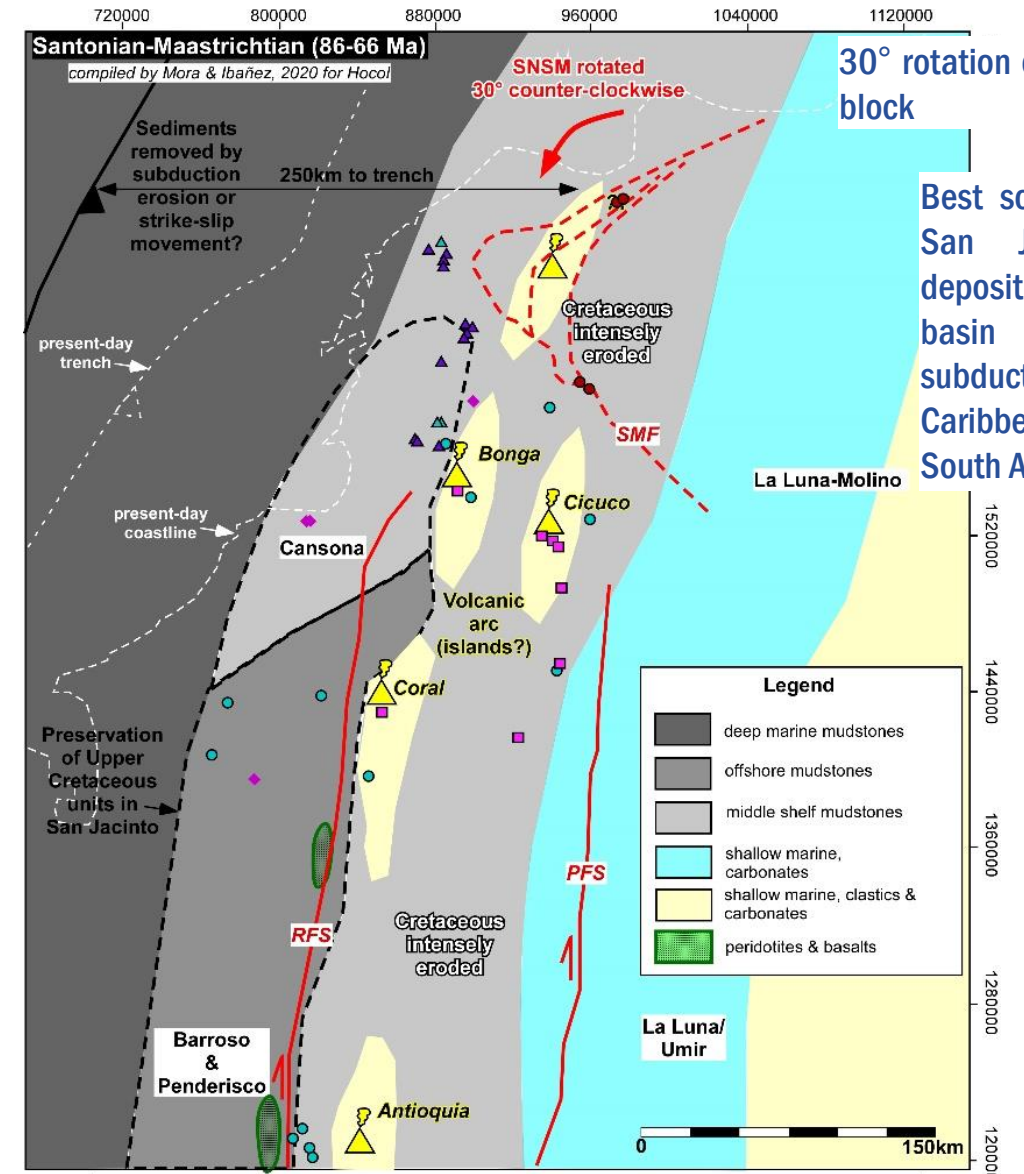 720000 800000 880000 960000 1040000 1120000
Santonian-Maastrichtian (86-66 Ma)
compiled by Mora & Ibañez, 2020 for Hocol
SNSM rotated
30° counter-clockwise
30° rotation
block
Sediments
removed by
subduction
erosion or
strike-slip
movement?
250km to trench
Best
San
deposit
basin
subduct
Caribbe
South A
Cretaceous
intensely
eroded
present-day
trench
SMF
Bonga
La Luna-Molino
Cicuco
present-day
coastline
Cansona
1520000
Volcanic
arc
(islands?)
Coral
1440000
Preservation
of Upper
Cretaceous
units in
San Jacinto
Legend
deep marine mudstones
offshore mudstones
middle shelf mudstones
shallow marine,
carbonates
shallow marine, clastics &
carbonates
peridotites & basalts
1360000
PFS
RFS
Cretaceous
intensely
eroded
1280000
Barroso
&
Penderisco
La Luna/
Umir
Antioquia
0 150km
120000